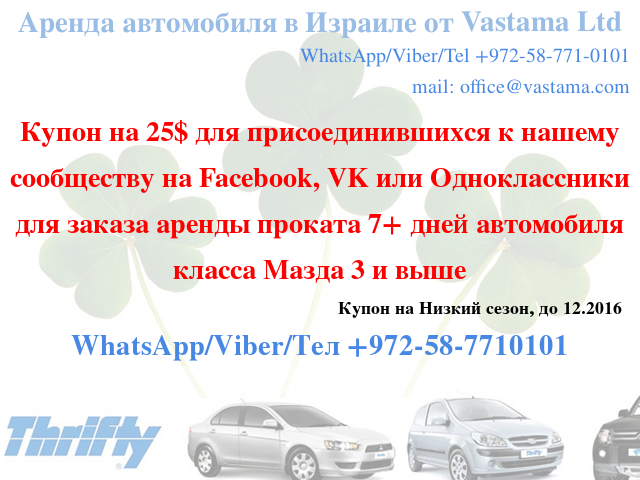 Аренда автомобиля в Израиле от Vastama Ltd
WhatsApp/Viber/Tel +972-58-771-0101
mail: office@vastama.com
Купон на 25$ для присоединившихся к нашему
сообществу на Facebook, VK или Одноклассники
для заказа аренды проката 7+ дней автомобиля
класса Мазда 3 и выше
Купон на Низкий сезон, до 12.2016
WhatsApp/Viber/Тел +972-58-7710101
Thrifty